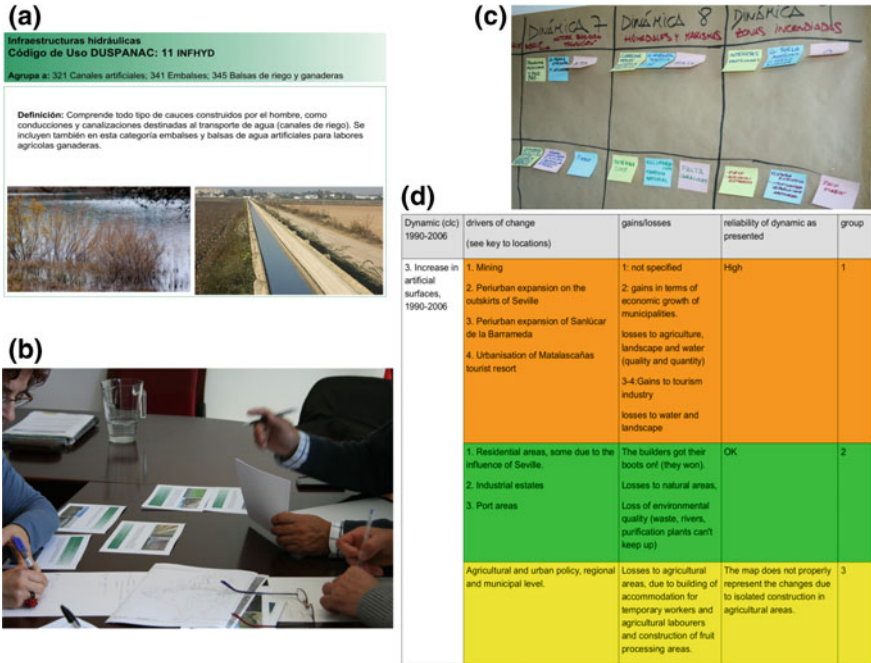 (a)
Infraestructuras hidráulicas
Código de Uso DUSPANAC: 11 INFHYD
Agrupa a: 321 Canales artificiales; 341 Embalses; 345 Balsas de riego y ganaderas
Definición: Comprende todo tipo de cauces construidos por el hombre, como
conducciones y canalizaciones destinadas al transporte de agua (canales de riego). Se
incluyen también en esta categoría embalses y balsas de agua artificiales para labores
agrícolas ganaderas.
(b)
(c)
DINÁMICA 7
DINÁMICA 8
DINÁMICA
HUMEDALES Y MARISMAS
ZONAS INCENDIADAS
(d)
Dynamic (clc)
1990-2006
drivers of change
(see key to locations)
gains/losses
reliability of dynamic as
presented
group
3. Increase in
artificial
surfaces,
1990-2006
1. Mining
2. Periurban expansion on the
outskirts of Seville
3. Periurban expansion of Sanlúcar
de la Barrameda
4. Urbanisation of Matalascañas
tourist resort
1: not specified
2: gains in terms of
economic growth of
municipalities.
losses to agriculture,
landscape and water
(quality and quantity)
3-4:Gains to tourism
industry
losses to water and
landscape
High
1
1. Residential areas, some due to the
influence of Seville.
2. Industrial estates
3. Port areas
The builders got their
boots on! (they won).
Losses to natural areas,
Loss of environmental
quality (waste, rivers,
purification plants can't
keep up)
OK
2
Agricultural and urban policy, regional
and municipal level.
Losses to agricultural
areas, due to building of
accommodation for
temporary workers and
agricultural labourers
and construction of fruit
processing areas.
The map does not properly
represent the changes due
to isolated construction in
agricultural areas.
3